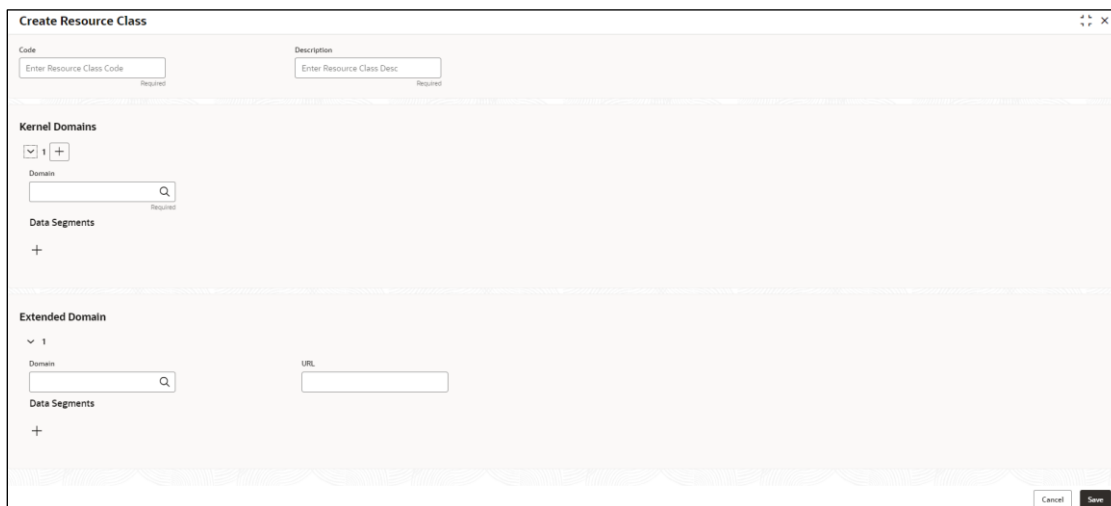 Create Resource Class
Code Description
Enter Resource Class Code Enter Resource Class Desc
Required Required
Kernel Domains
1
Domain
Required
Data Segments
Extended Domain
1
Domain URL
Data Segments
Cancel Save